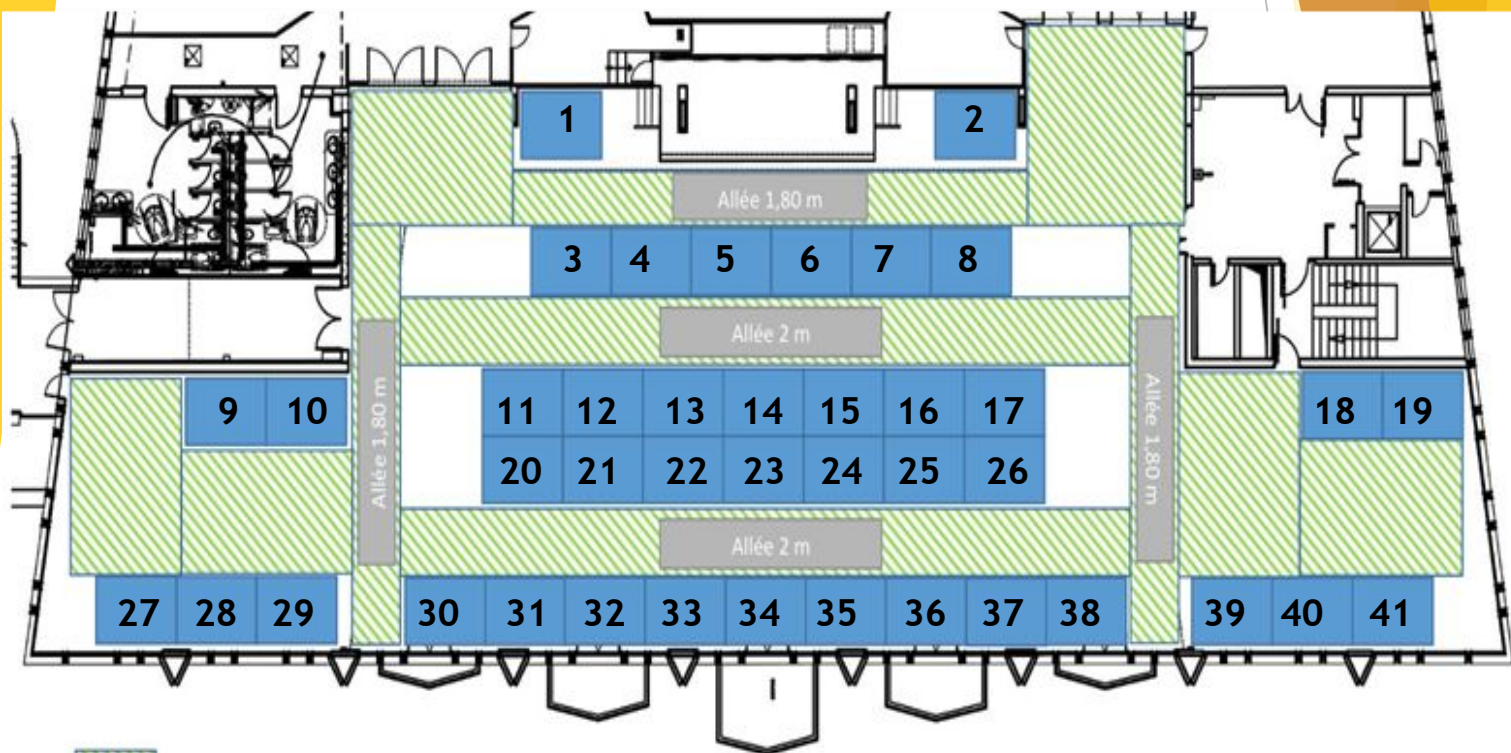 1 2
Allée 1,80 m
3 4 5 6 7 8
Allée 2 m
Allée 1,80 m
Allée 1,80 m
9 10
11 12 13 14 15 16 17
18 19
20 21 22 23 24 25 26
Allée 2 m
27 28 29
30 31 32 33 34 35 36 37 38
39 40 41